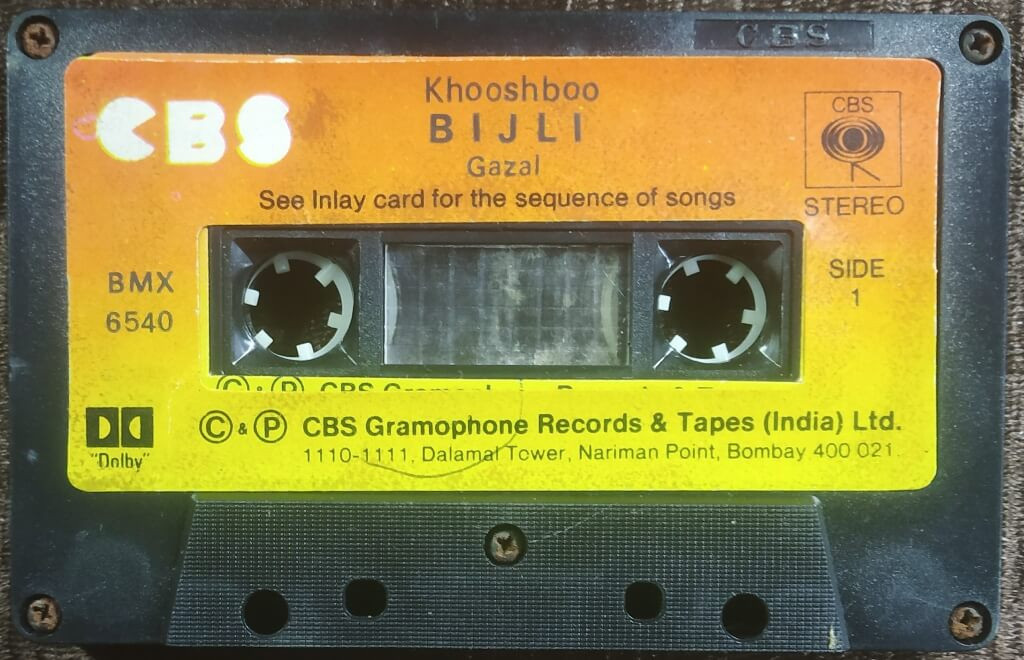 CBS
CBS
Khooshboo
BIJLI
Gazal
See Inlay card for the sequence of songs
CBS
STEREO
BMX
6540
SIDE
1
© & ℗ CBS
"Dolby"
© & ℗ CBS Gramophone Records & Tapes (India) Ltd.
1110-1111, Dalamal Tower, Nariman Point, Bombay 400 021.